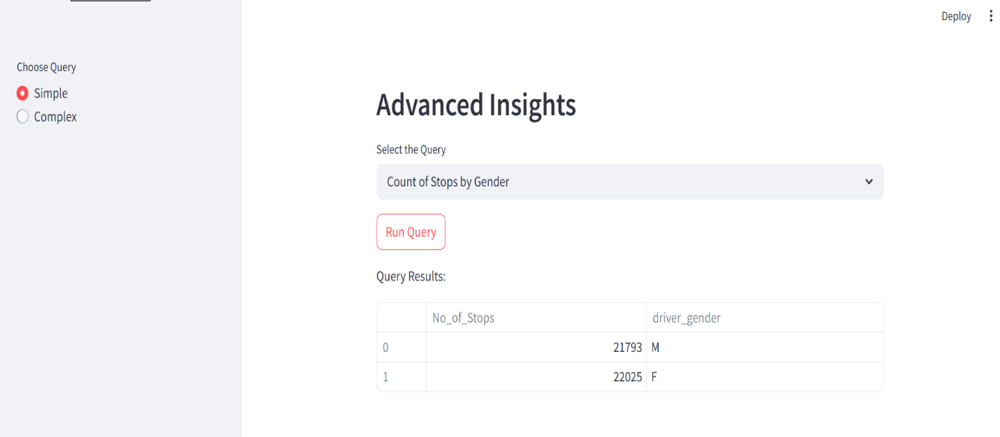 Deploy
Choose Query
Simple
Complex
Advanced Insights
Select the Query
Count of Stops by Gender
Run Query
Query Results:
No_of_Stops driver_gender
0 21793 M
1 22025 F